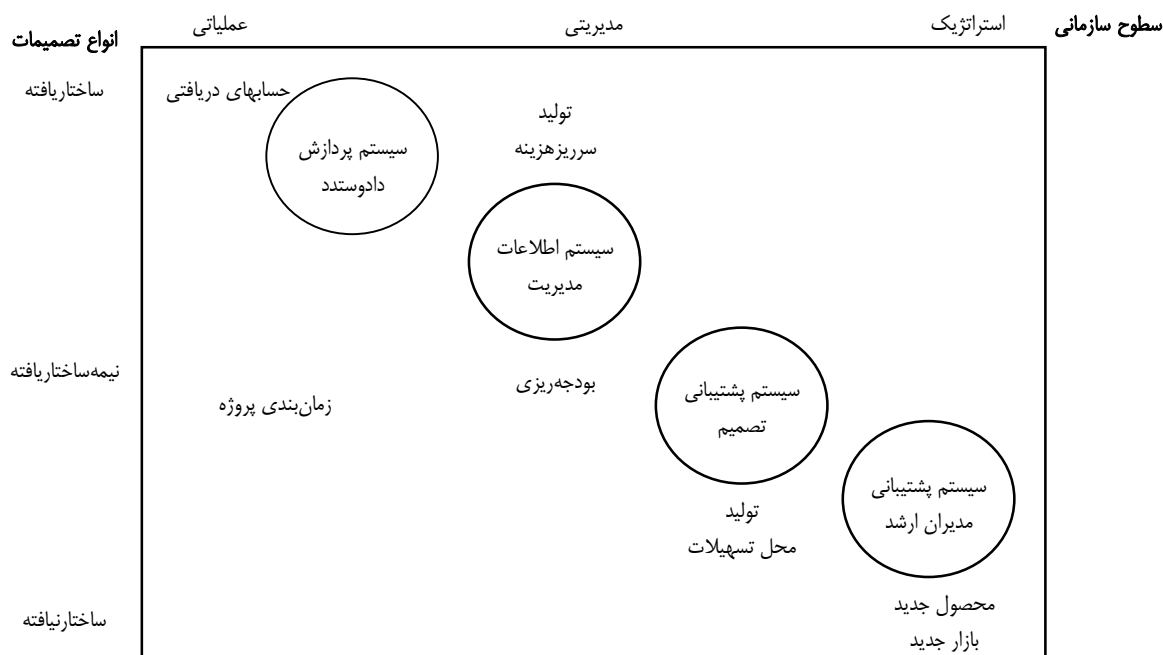 سطوح سازمانی
استراتژیک
مدیریتی
عملیاتی
انواع تصمیمات
ساختاریافته
حسابهای دریافتی
تولید
سرریزهزینه
سیستم پردازش
دادوستدد
سیستم اطلاعات
مدیریت
نیمه‌ساختاریافته
بودجه‌ریزی
زمان‌بندی پروژه
سیستم پشتیبانی
تصمیم
سیستم پشتیبانی
مدیران ارشد
تولید
محل تسهیلات
محصول جدید
بازار جدید
ساختارنیافته